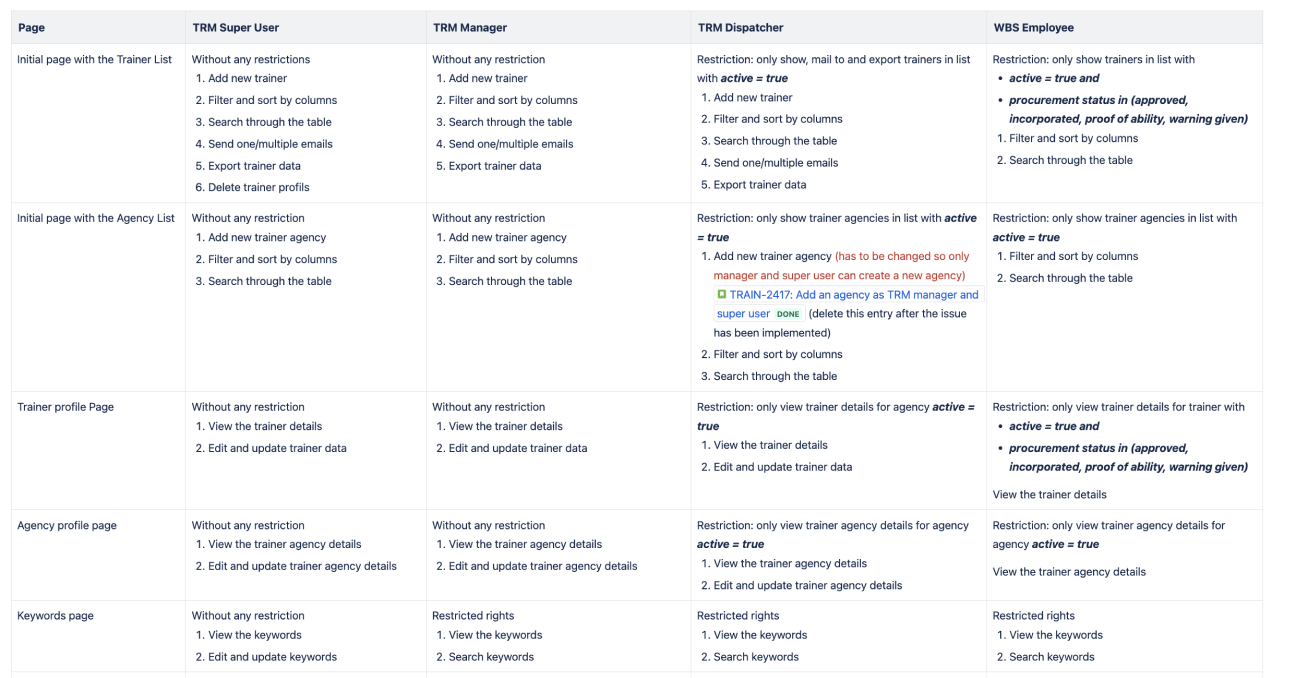 Page
TRM Super User
TRM Manager
TRM Dispatcher
WBS Employee
Initial page with the Trainer List
Without any restrictions
1. Add new trainer
2. Filter and sort by columns
3. Search through the table
4. Send one/multiple emails
5. Export trainer data
6. Delete trainer profils
Without any restriction
1. Add new trainer
2. Filter and sort by columns
3. Search through the table
4. Send one/multiple emails
5. Export trainer data
Restriction: only show, mail to and export trainers in list
with active = true
1. Add new trainer
2. Filter and sort by columns
3. Search through the table
4. Send one/multiple emails
5. Export trainer data
Restriction: only show trainers in list with
• active = true and
• procurement status in (approved,
incorporated, proof of ability, warning given)
1. Filter and sort by columns
2. Search through the table
Initial page with the Agency List
Without any restriction
1. Add new trainer agency
2. Filter and sort by columns
3. Search through the table
Without any restriction
1. Add new trainer agency
2. Filter and sort by columns
3. Search through the table
Restriction: only show trainer agencies in list with active
= true
1. Add new trainer agency (has to be changed so only
manager and super user can create a new agency)
TRAIN-2417: Add an agency as TRM manager and
super user DONE (delete this entry after the issue
has been implemented)
2. Filter and sort by columns
3. Search through the table
Restriction: only show trainer agencies in list with
active = true
1. Filter and sort by columns
2. Search through the table
Trainer profile Page
Without any restriction
1. View the trainer details
2. Edit and update trainer data
Without any restriction
1. View the trainer details
2. Edit and update trainer data
Restriction: only view trainer details for agency active =
true
1. View the trainer details
2. Edit and update trainer data
Restriction: only view trainer details for trainer with
• active = true and
• procurement status in (approved,
incorporated, proof of ability, warning given)
View the trainer details
Agency profile page
Without any restriction
1. View the trainer agency details
2. Edit and update trainer agency details
Without any restriction
1. View the trainer agency details
2. Edit and update trainer agency details
Restriction: only view trainer agency details for agency
active = true
1. View the trainer agency details
2. Edit and update trainer agency details
Restriction: only view trainer agency details for
agency active = true
View the trainer agency details
Keywords page
Without any restriction
1. View the keywords
2. Edit and update keywords
Restricted rights
1. View the keywords
2. Search keywords
Restricted rights
1. View the keywords
2. Search keywords
Restricted rights
1. View the keywords
2. Search keywords